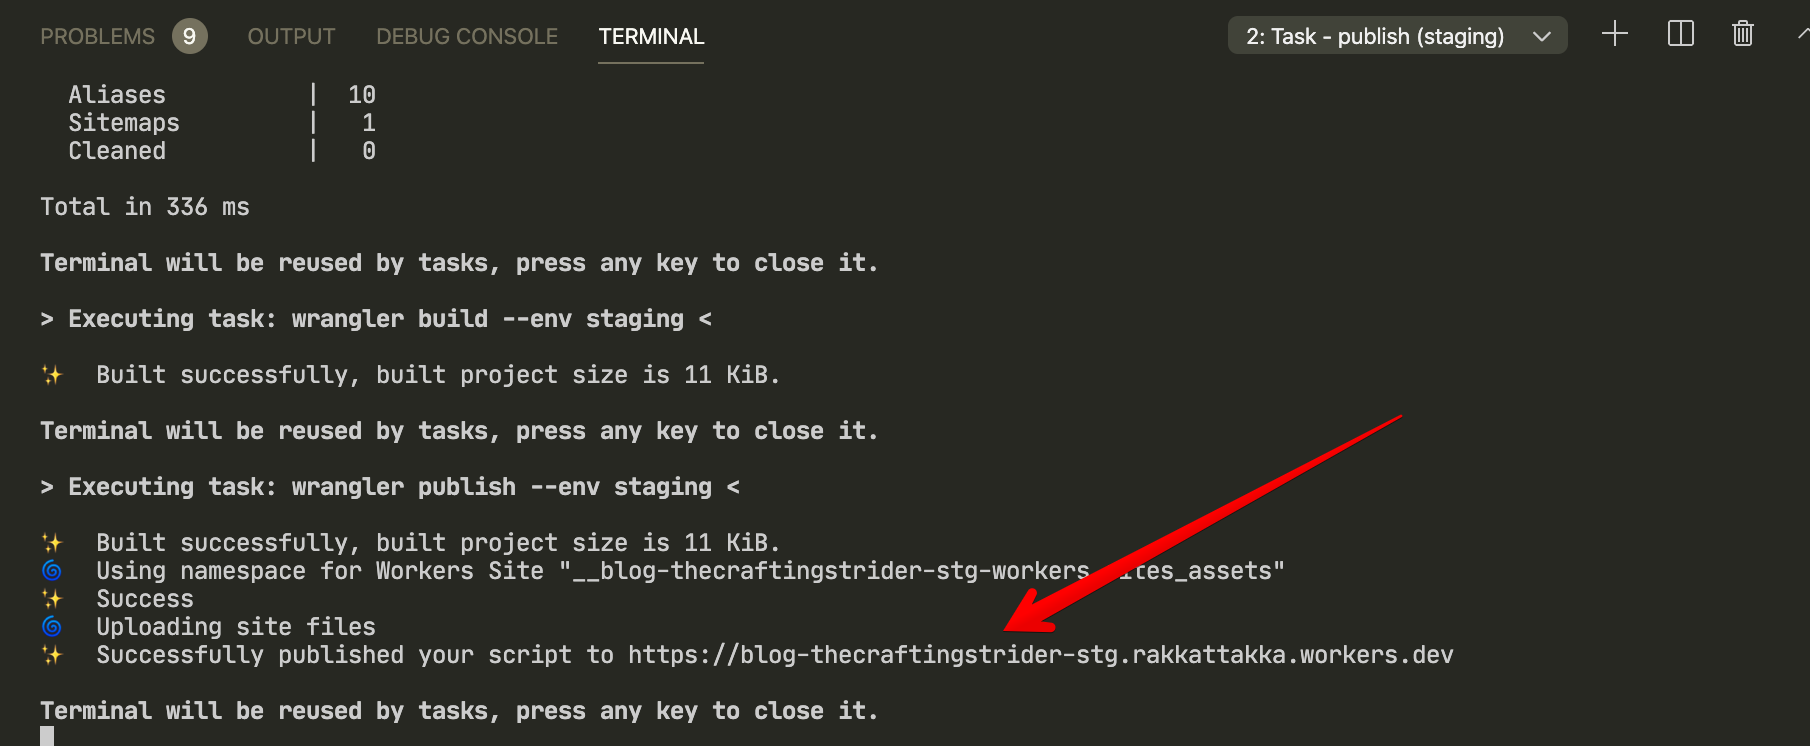 PROBLEMS 9 OUTPUT DEBUG CONSOLE TERMINAL 2: Task - publish (staging)
Aliases | 10
Sitemaps | 1
Cleaned | 0
Total in 336 ms
Terminal will be reused by tasks, press any key to close it.
> Executing task: wrangler build --env staging <
✨ Built successfully, built project size is 11 KiB.
Terminal will be reused by tasks, press any key to close it.
> Executing task: wrangler publish --env staging <
✨ Built successfully, built project size is 11 KiB.
🌀 Using namespace for Workers Site "__blog-thecraftingstrider-stg-workers_sites_assets"
✨ Success
🌀 Uploading site files
✨ Successfully published your script to https://blog-thecraftingstrider-stg.rakkattakka.workers.dev
Terminal will be reused by tasks, press any key to close it.